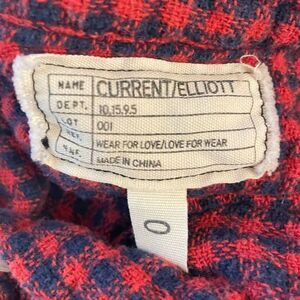 NAME CURRENT/ELLIOTT
DEPT. 10.15.9.5
LOT 001
REF. WEAR FOR LOVE/LOVE FOR WEAR
MADE IN CHINA
0